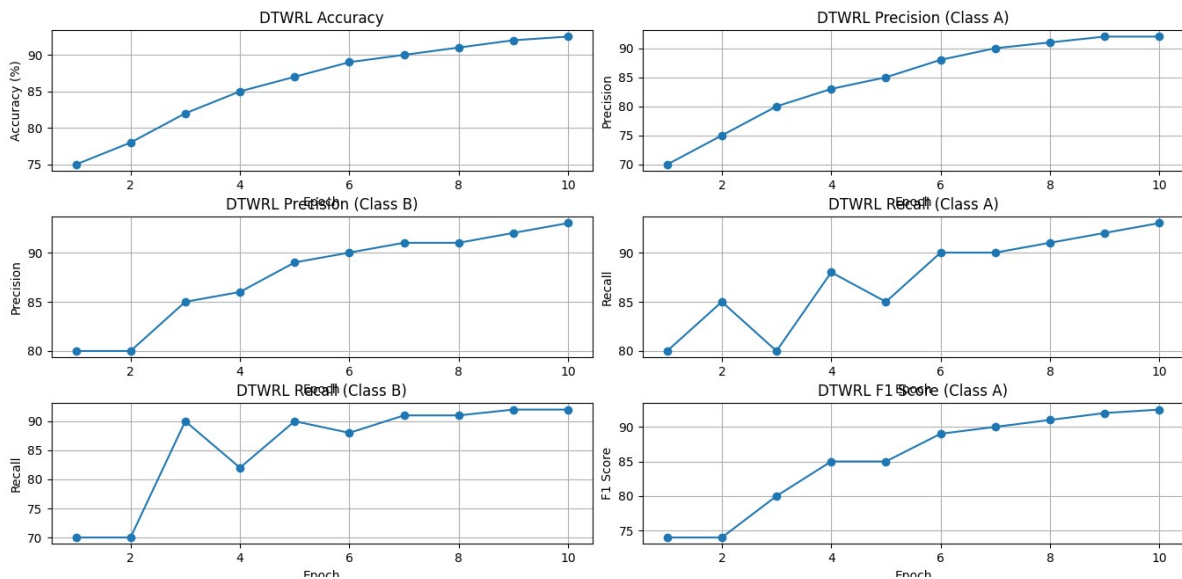 DTWRL Accuracy
Accuracy (%)
90
85
80
75
2 4 6 8 10
Epoch
DTWRL Precision (Class A)
Precision
90
85
80
75
70
2 4 6 8 10
Epoch
DTWRL Precision (Class B)
Precision
90
85
80
2 4 6 8 10
Epoch
DTWRL Recall (Class A)
Recall
90
85
80
2 4 6 8 10
Epoch
DTWRL Recall (Class B)
Recall
90
85
80
75
70
2 4 6 8 10
Epoch
DTWRL F1 Score (Class A)
F1 Score
90
85
80
75
2 4 6 8 10
Epoch